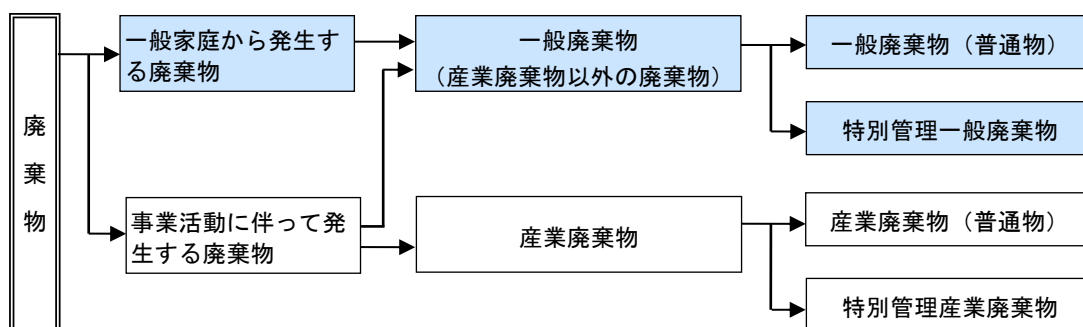 廃棄物
一般家庭から発生す
る廃棄物
一般廃棄物
（産業廃棄物以外の廃棄物）
一般廃棄物（普通物）
特別管理一般廃棄物
事業活動に伴って発
生する廃棄物
産業廃棄物
産業廃棄物（普通物）
特別管理産業廃棄物